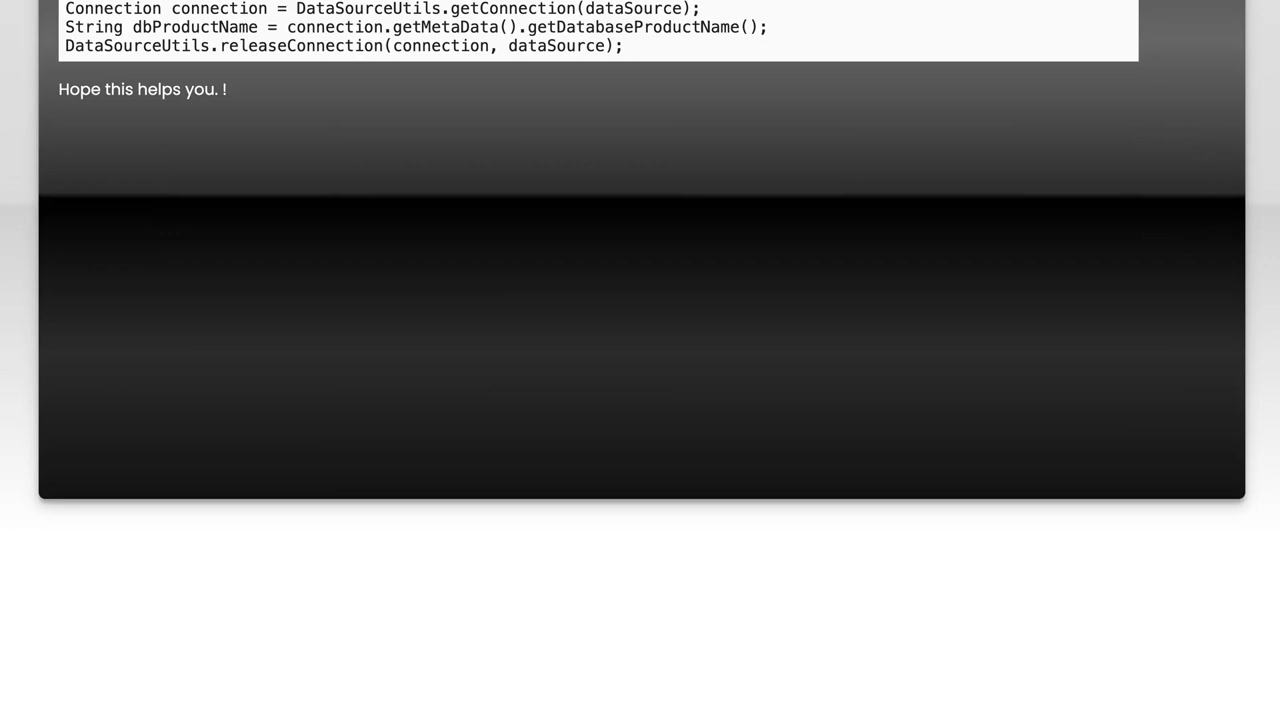 Connection connection = DataSourceUtils.getConnection(dataSource);
String dbProductName = connection.getMetaData().getDatabaseProductName();
DataSourceUtils.releaseConnection(connection, dataSource);
Hope this helps you. !